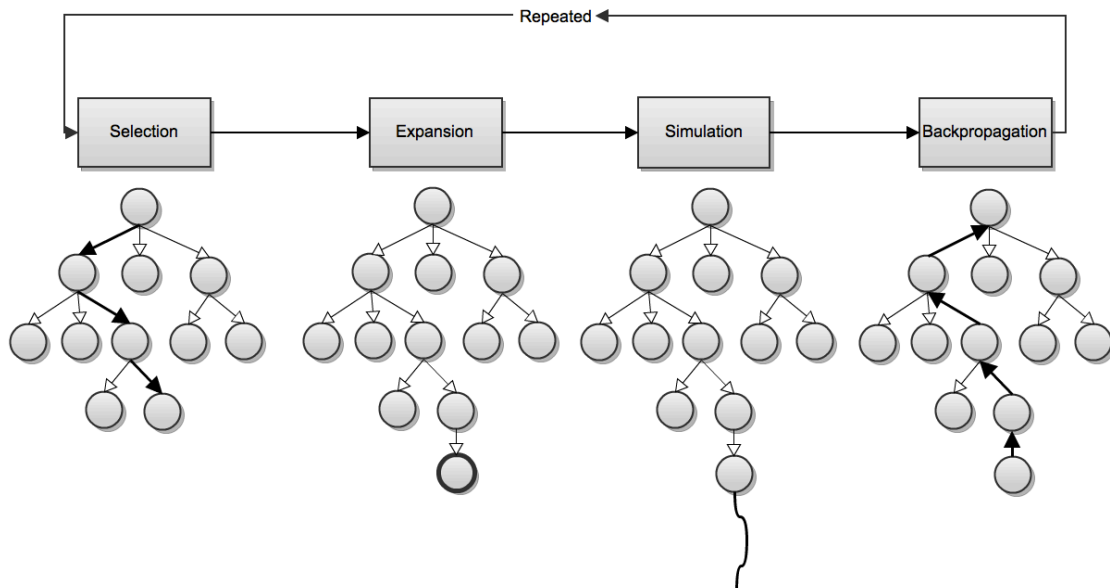 Repeated
Selection
Expansion
Simulation
Backpropagation